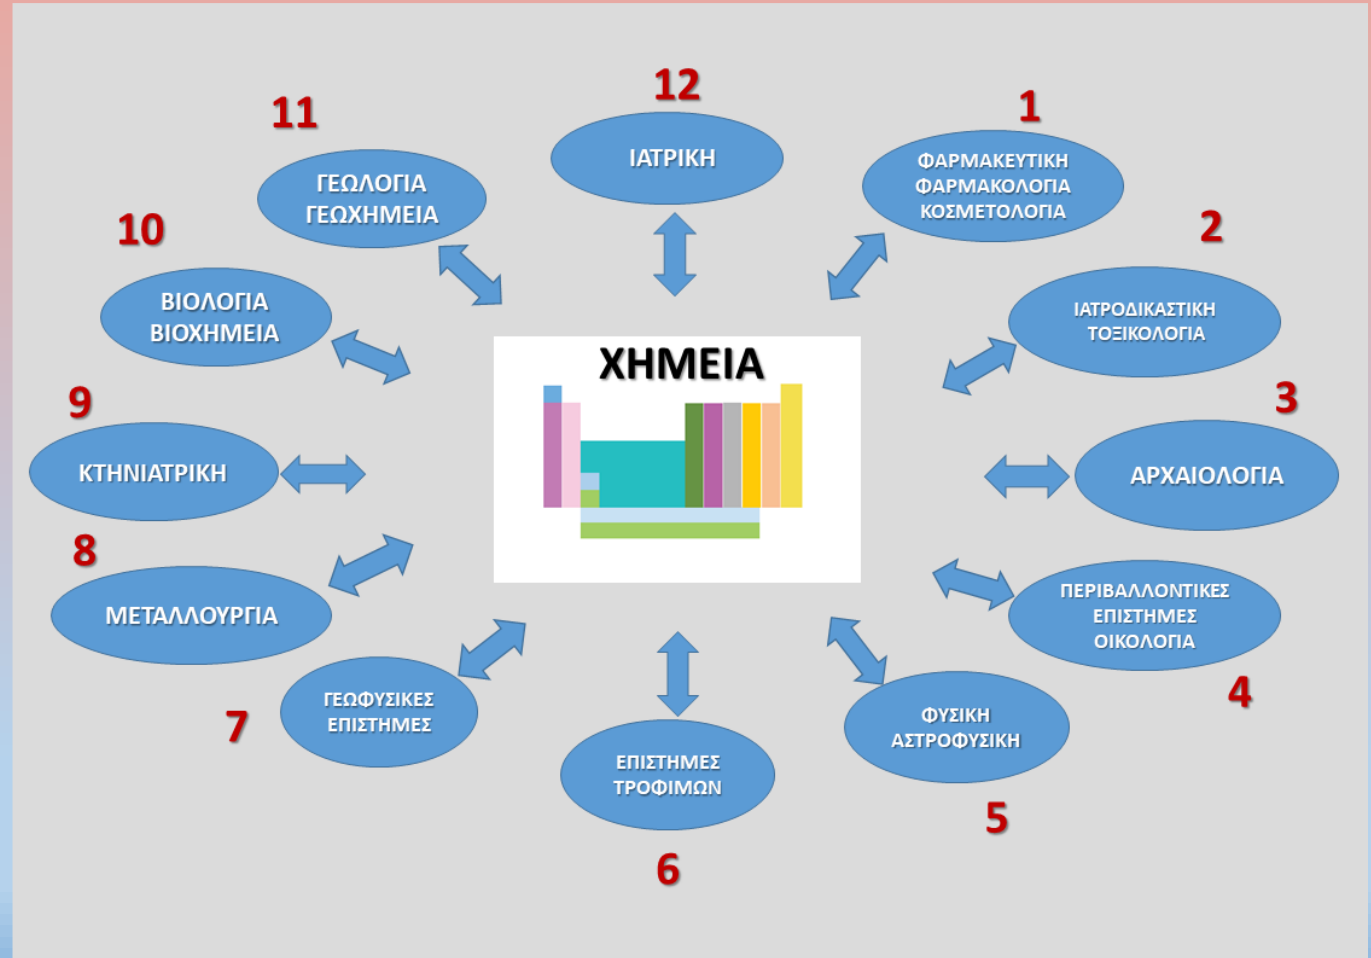 12
ΙΑΤΡΙΚΗ
1
ΦΑΡΜΑΚΕΥΤΙΚΗ
ΦΑΡΜΑΚΟΛΟΓΙΑ
ΚΟΣΜΕΤΟΛΟΓΙΑ
2
ΙΑΤΡΟΔΙΚΑΣΤΙΚΗ
ΤΟΞΙΚΟΛΟΓΙΑ
3
ΑΡΧΑΙΟΛΟΓΙΑ
ΠΕΡΙΒΑΛΛΟΝΤΙΚΕΣ
ΕΠΙΣΤΗΜΕΣ
ΟΙΚΟΛΟΓΙΑ
4
ΦΥΣΙΚΗ
ΑΣΤΡΟΦΥΣΙΚΗ
5
ΕΠΙΣΤΗΜΕΣ
ΤΡΟΦΙΜΩΝ
6
ΓΕΩΦΥΣΙΚΕΣ
ΕΠΙΣΤΗΜΕΣ
7
8
ΜΕΤΑΛΛΟΥΡΓΙΑ
9
ΚΤΗΝΙΑΤΡΙΚΗ
10
ΒΙΟΛΟΓΙΑ
ΒΙΟΧΗΜΕΙΑ
11
ΓΕΩΛΟΓΙΑ
ΓΕΩΧΗΜΕΙΑ
ΧΗΜΕΙΑ